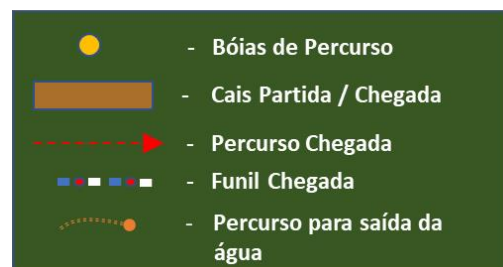 - Bóias de Percurso
- Cais Partida / Chegada
- Percurso Chegada
- Funil Chegada
- Percurso para saída da
água